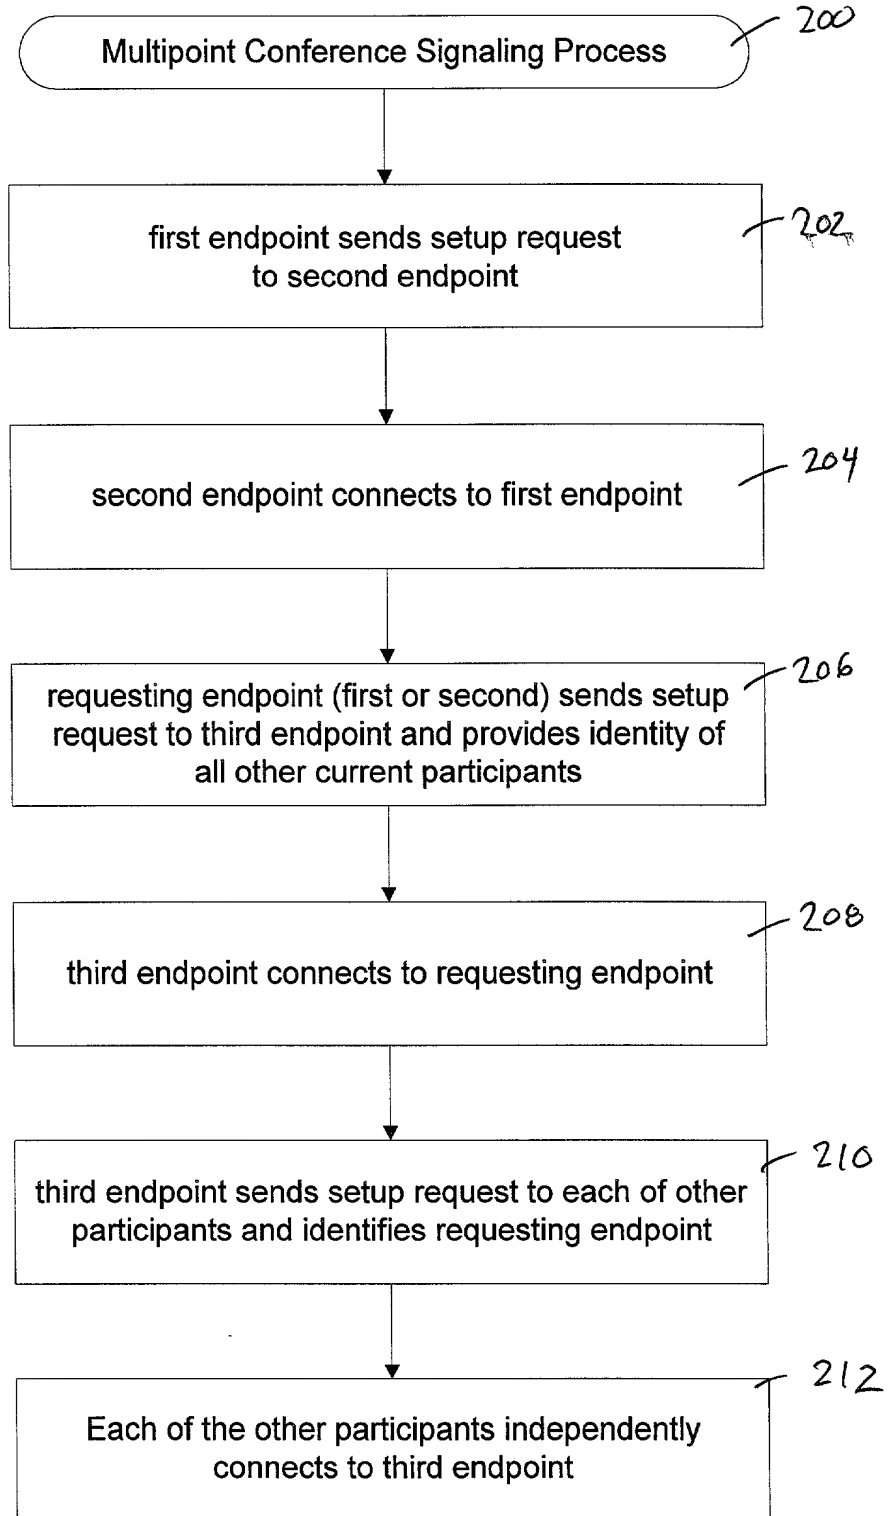 200
Multipoint Conference Signaling Process
202
first endpoint sends setup request
to second endpoint
204
second endpoint connects to first endpoint
206
requesting endpoint (first or second) sends setup
request to third endpoint and provides identity of
all other current participants
208
third endpoint connects to requesting endpoint
210
third endpoint sends setup request to each of other
participants and identifies requesting endpoint
212
Each of the other participants independently
connects to third endpoint